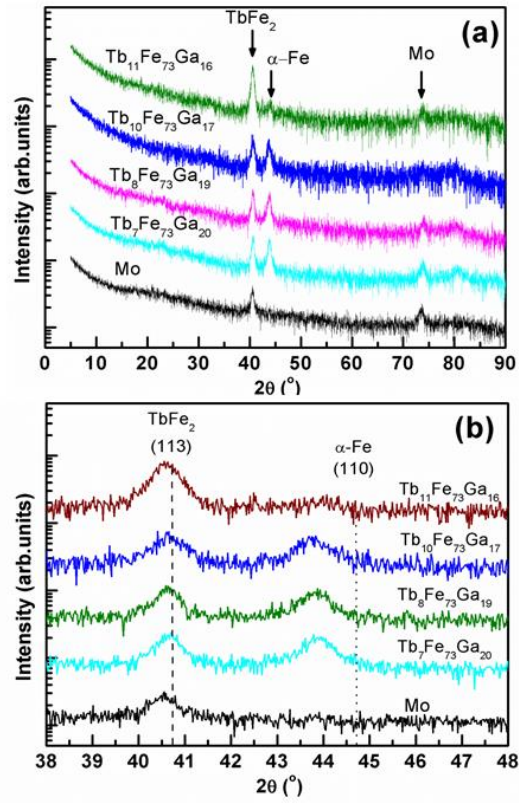 (a)
TbFe₂
α−Fe
Mo
Tb₁₁Fe₇₃Ga₁₆
Tb₁₀Fe₇₃Ga₁₇
Tb₈Fe₇₃Ga₁₉
Tb₇Fe₇₃Ga₂₀
Mo
Intensity (arb.units)
0 10 20 30 40 50 60 70 80 90
2θ (°)
(b)
TbFe₂
(113)
α-Fe
(110)
Tb₁₁Fe₇₃Ga₁₆
Tb₁₀Fe₇₃Ga₁₇
Tb₈Fe₇₃Ga₁₉
Tb₇Fe₇₃Ga₂₀
Mo
Intensity (arb.units)
38 39 40 41 42 43 44 45 46 47 48
2θ (°)